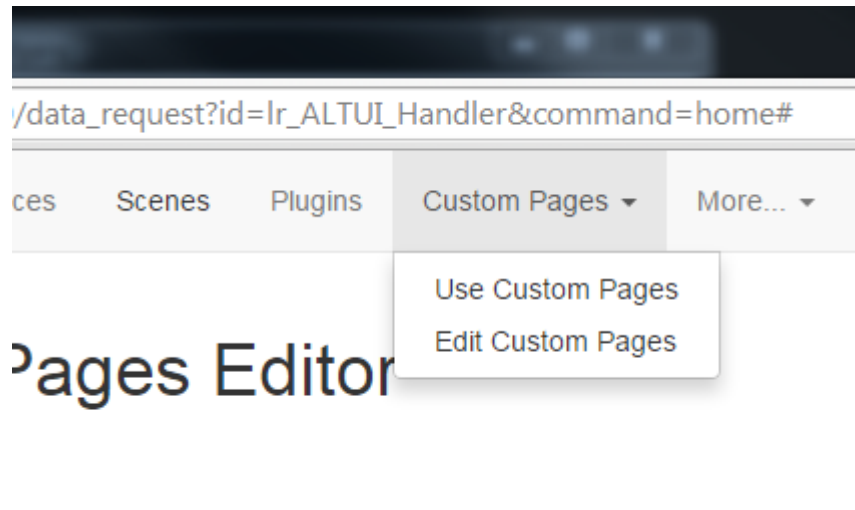 /data_request?id=lr_ALTUI_Handler&command=home#
ces Scenes Plugins Custom Pages More...
Use Custom Pages
Edit Custom Pages
Pages Editor